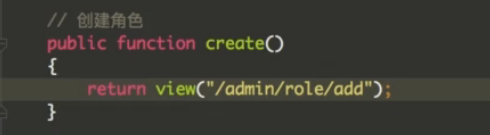 // 创建角色
public function create()
{
return view("/admin/role/add");
}